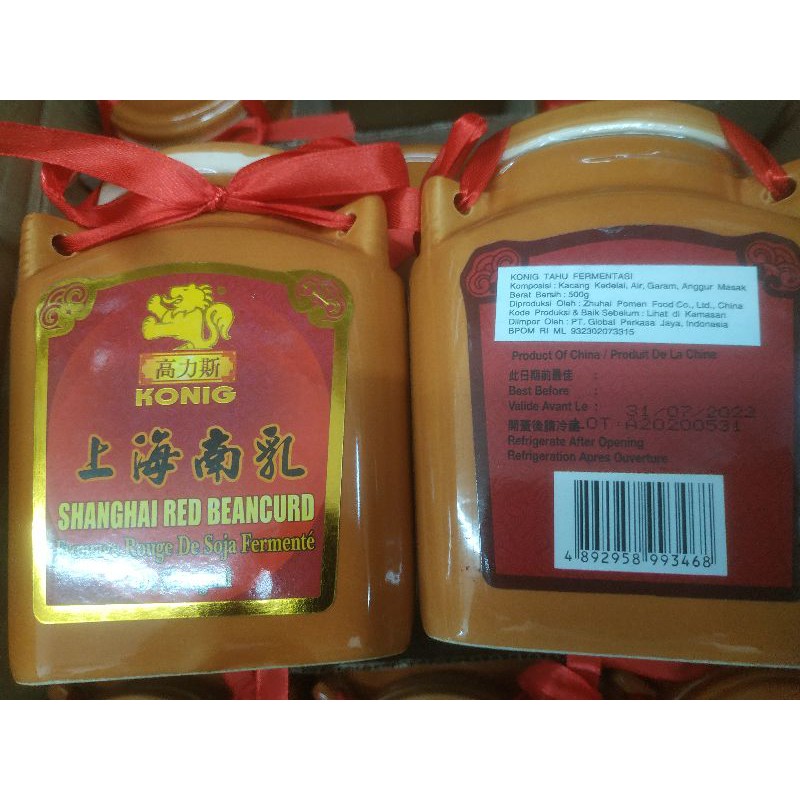 高力斯
KONIG
上海南乳
SHANGHAI RED BEANCURD
Rouge De Soja Fermenté
KONIG TAHU FERMENTASI
Komposisi : Kacang Kedelai, Air, Garam, Anggur Masak
Berat Bersih : 500g
Diproduksi Oleh : Zhuhai Pomen Food Co., Ltd., China
Kode Produksi & Baik Sebelum : Lihat di Kemasan
Diimpor Oleh : PT. Global Perkasa Jaya, Indonesia
BPOM RI ML 932302073315
Product Of China / Produit De La Chine
此日期前最佳 :
Best Before :
Valide Avant Le : 31/07/2022
開蓋後請冷藏 LOT A20200531
Refrigerate After Opening
Refrigeration Apres Ouverture
4 892958 993468